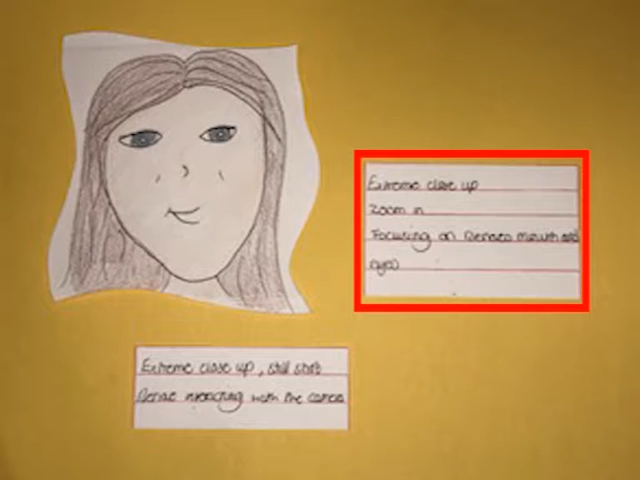 Extreme close up
Zoom in
Focusing on Denises mouth and
eyes
Extreme close up, still shot
Denise interacting with the camera